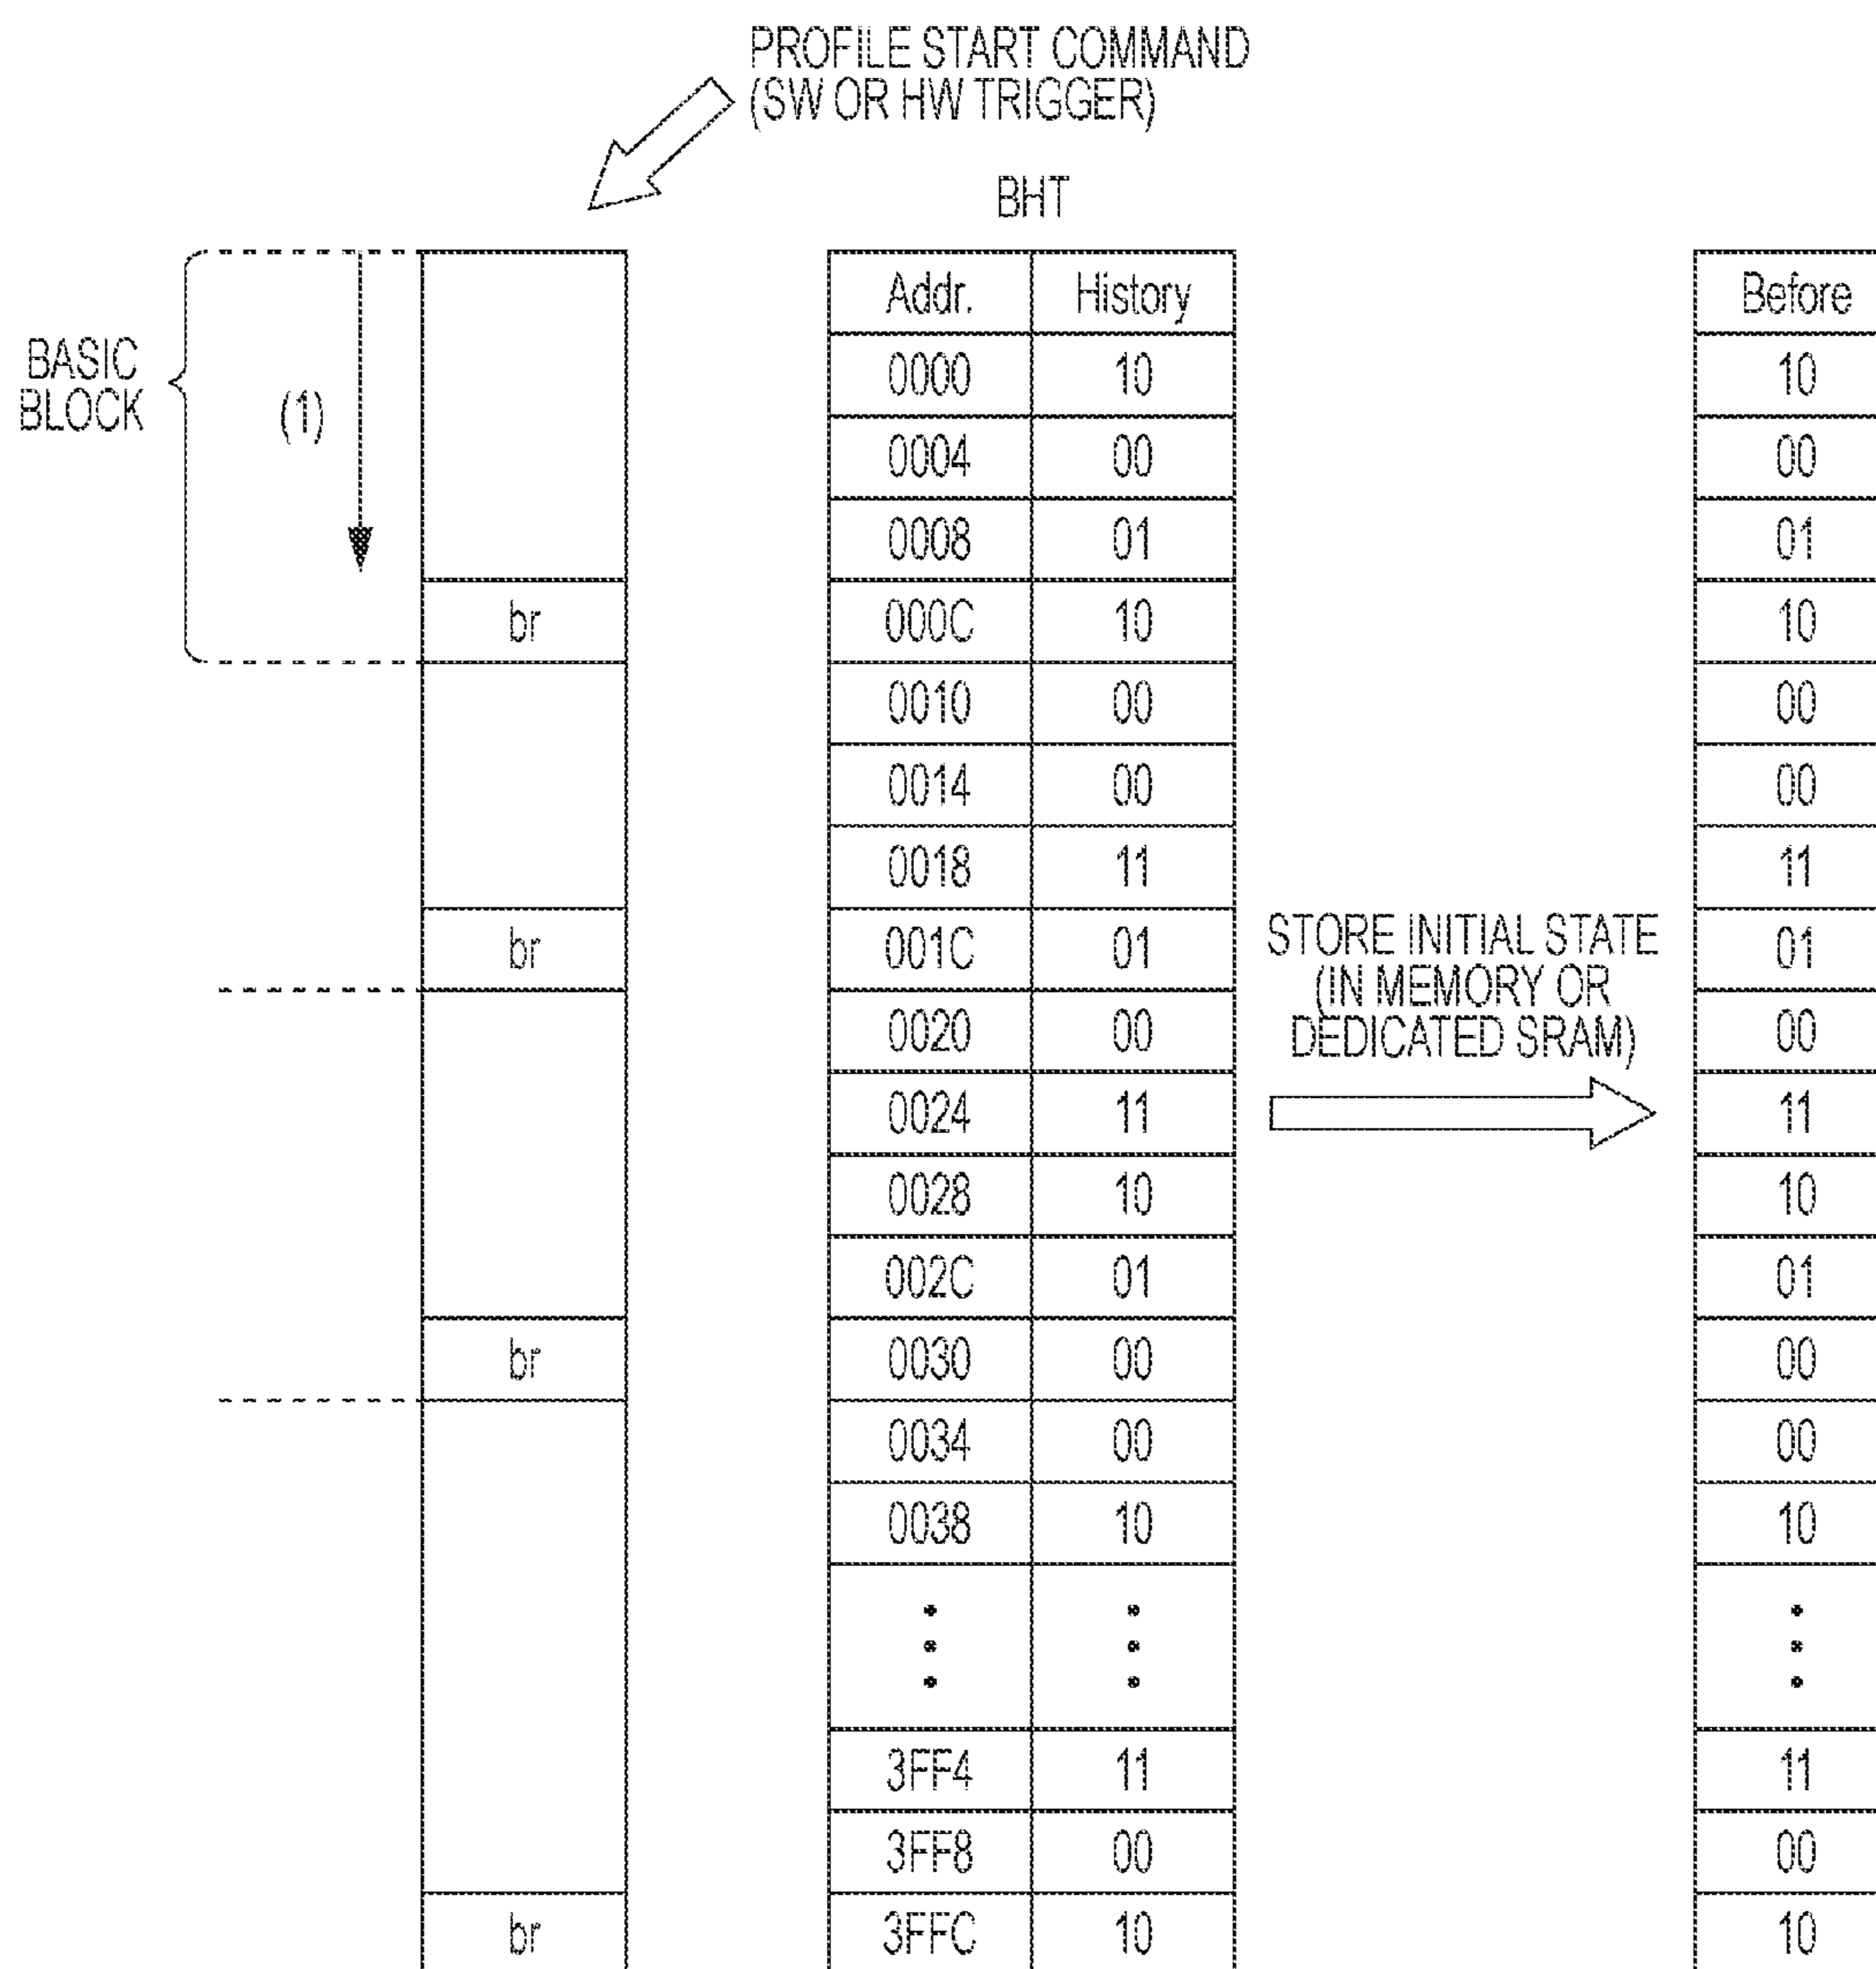 PROFILE START COMMAND
(SW OR HW TRIGGER)
BHT
BASIC
BLOCK
(1)
br
br
br
br
Addr. History
0000 10
0004 00
0008 01
000C 10
0010 00
0014 00
0018 11
001C 01
0020 00
0024 11
0028 10
002C 01
0030 00
0034 00
0038 10
3FF4 11
3FF8 00
3FFC 10
STORE INITIAL STATE
(IN MEMORY OR
DEDICATED SRAM)
Before
10
00
01
10
00
00
11
01
00
11
10
01
00
00
10
11
00
10